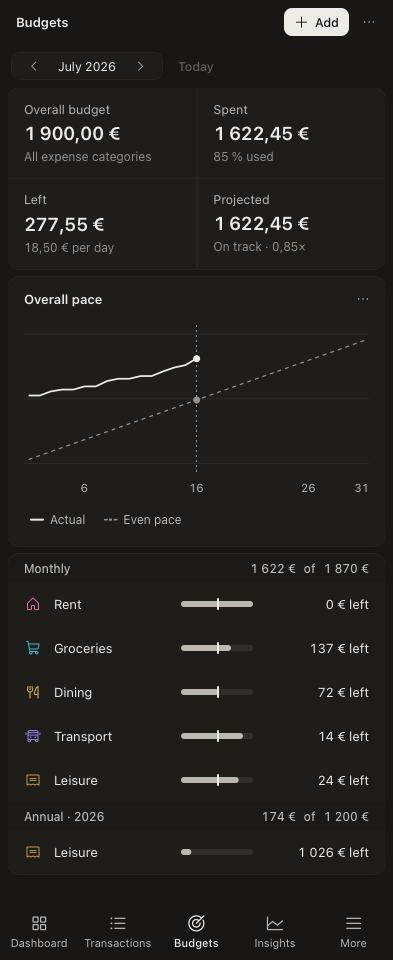 Budgets
Add
July 2026
Today
Overall budget
1 900,00 €
All expense categories
Spent
1 622,45 €
85 % used
Left
277,55 €
18,50 € per day
Projected
1 622,45 €
On track · 0,85×
Overall pace
6 16 26 31
Actual Even pace
Monthly 1 622 € of 1 870 €
Rent 0 € left
Groceries 137 € left
Dining 72 € left
Transport 14 € left
Leisure 24 € left
Annual · 2026 174 € of 1 200 €
Leisure 1 026 € left
Dashboard Transactions Budgets Insights More